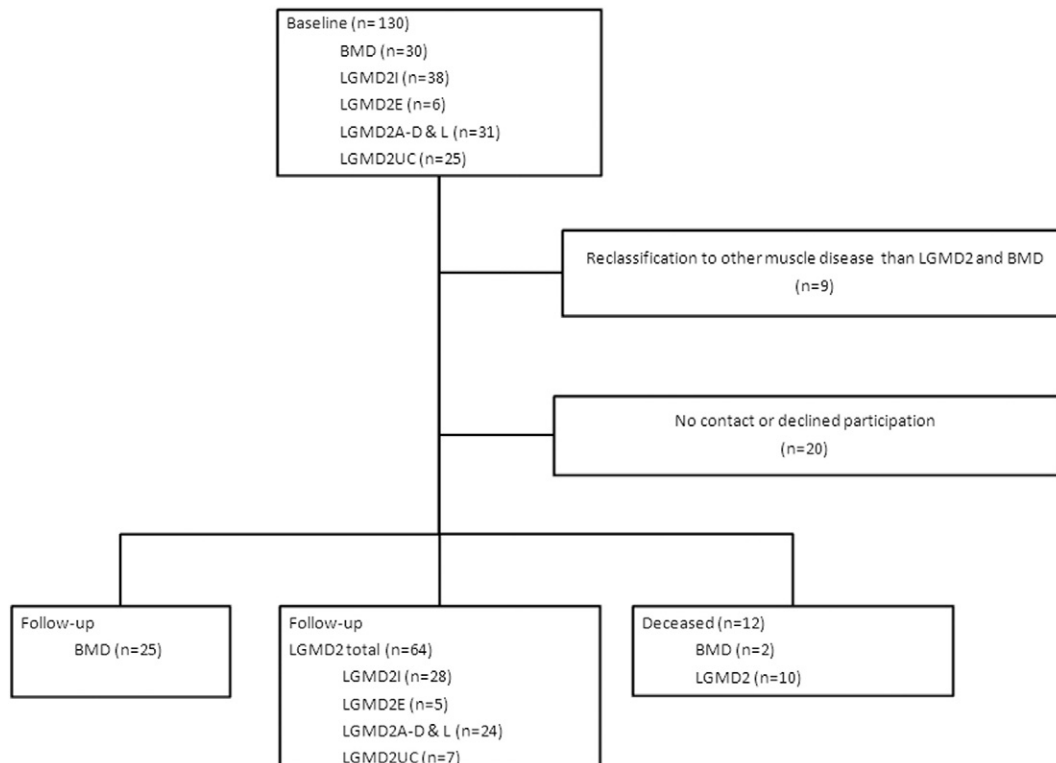 Baseline (n= 130)
BMD (n=30)
LGMD2I (n=38)
LGMD2E (n=6)
LGMD2A-D & L (n=31)
LGMD2UC (n=25)
Reclassification to other muscle disease than LGMD2 and BMD
(n=9)
No contact or declined participation
(n=20)
Follow-up
BMD (n=25)
Follow-up
LGMD2 total (n=64)
LGMD2I (n=28)
LGMD2E (n=5)
LGMD2A-D & L (n=24)
LGMD2UC (n=7)
Deceased (n=12)
BMD (n=2)
LGMD2 (n=10)